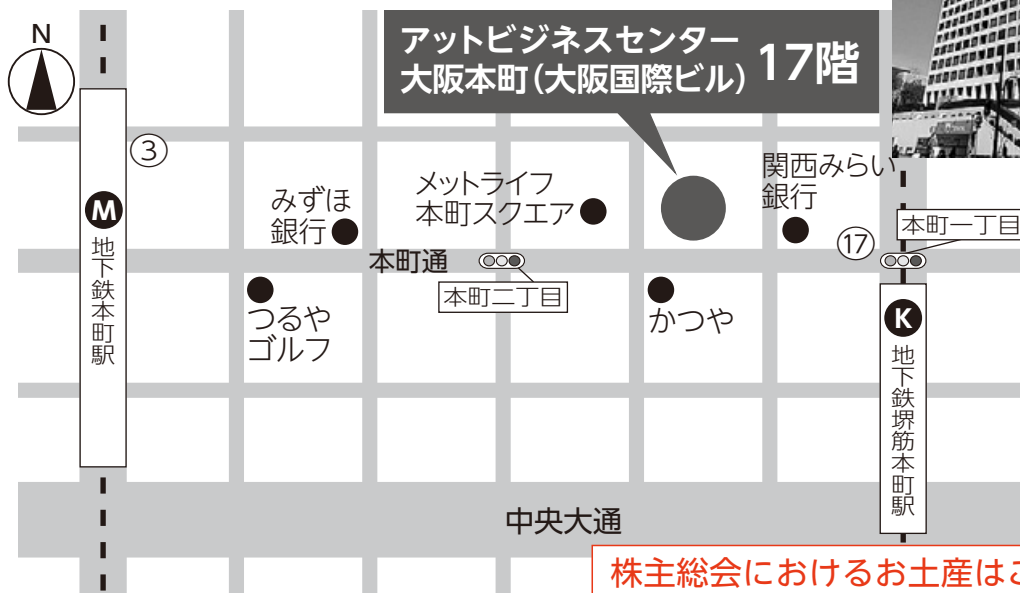 N
アットビジネスセンター
大阪本町(大阪国際ビル) 17階
③
関西みらい
銀行
メットライフ
本町スクエア
みずほ
銀行
M
地下鉄本町駅
⑰
本町一丁目
本町通
本町二丁目
つるや
ゴルフ
かつや
K
地下鉄堺筋本町駅
中央大通
株主総会におけるお土産は